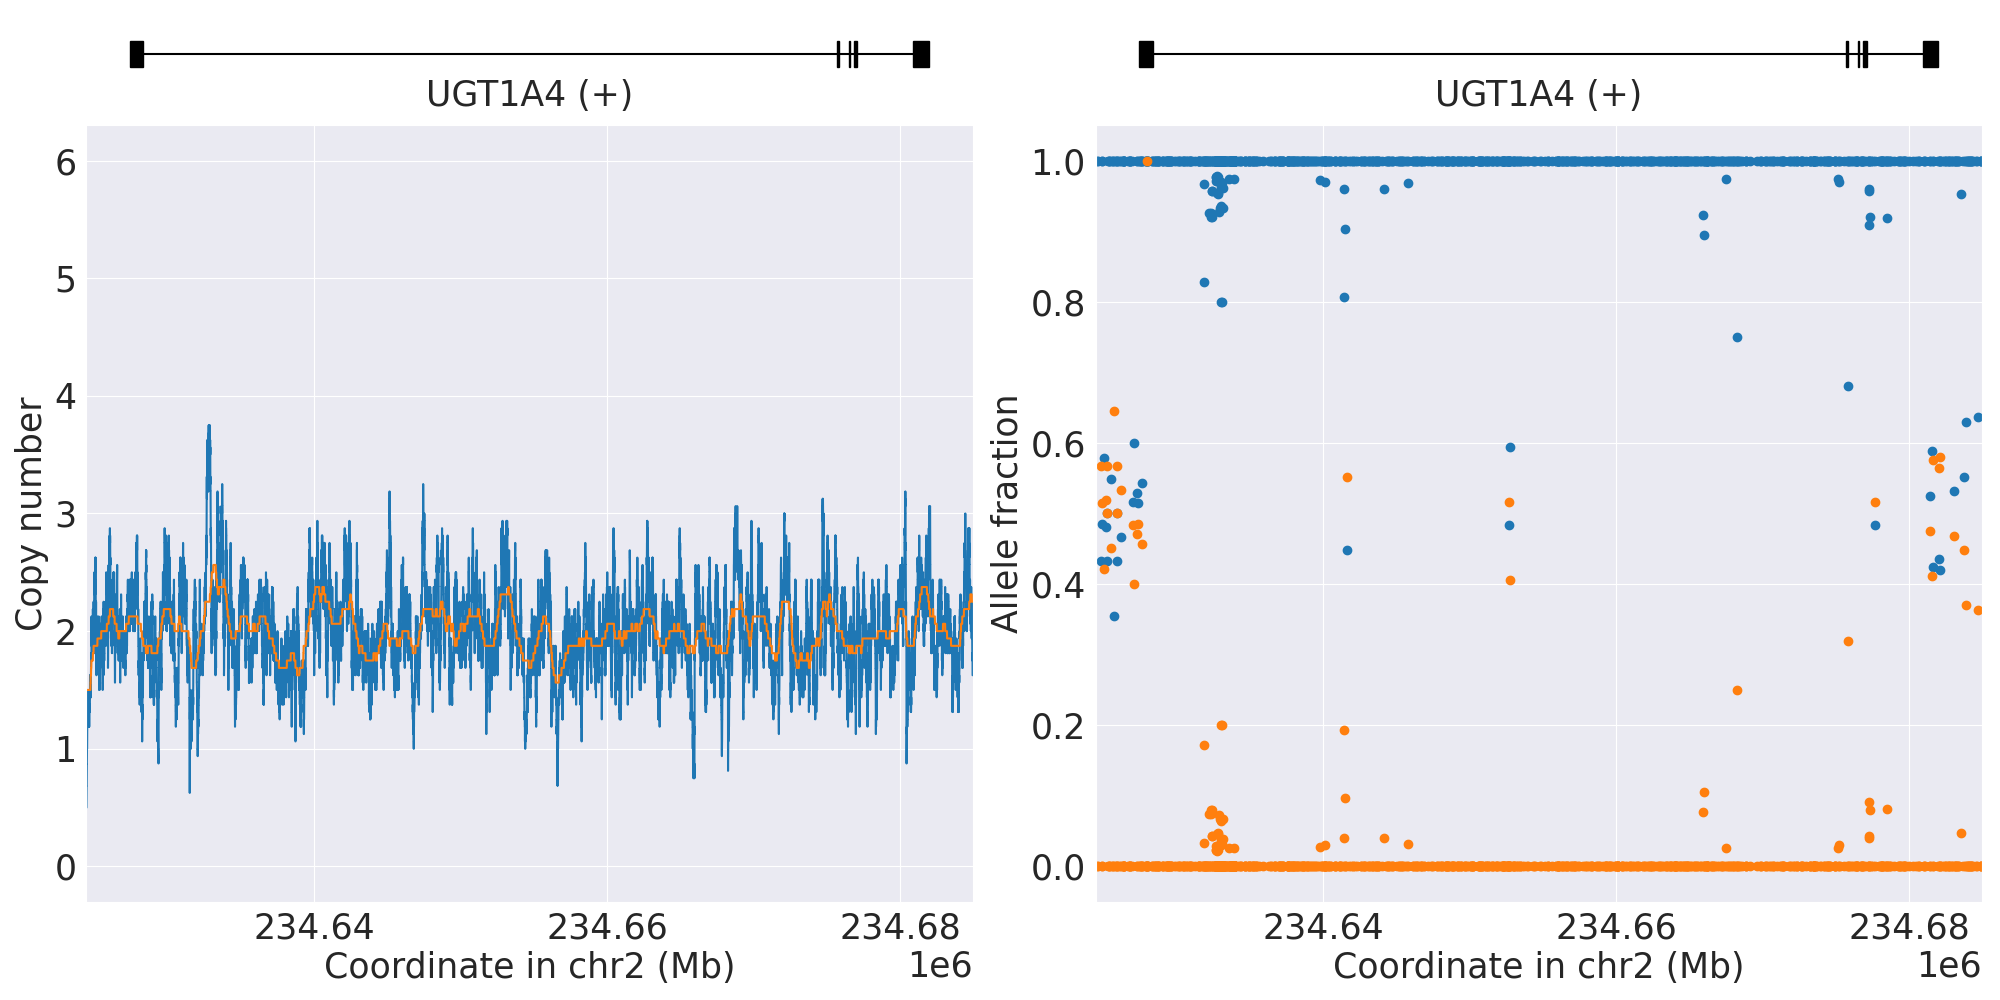 UGT1A4 (+)
Copy number
6
5
4
3
2
1
0
234.64
234.66
234.68
Coordinate in chr2 (Mb)
1e6
UGT1A4 (+)
Allele fraction
1.0
0.8
0.6
0.4
0.2
0.0
234.64
234.66
234.68
Coordinate in chr2 (Mb)
1e6